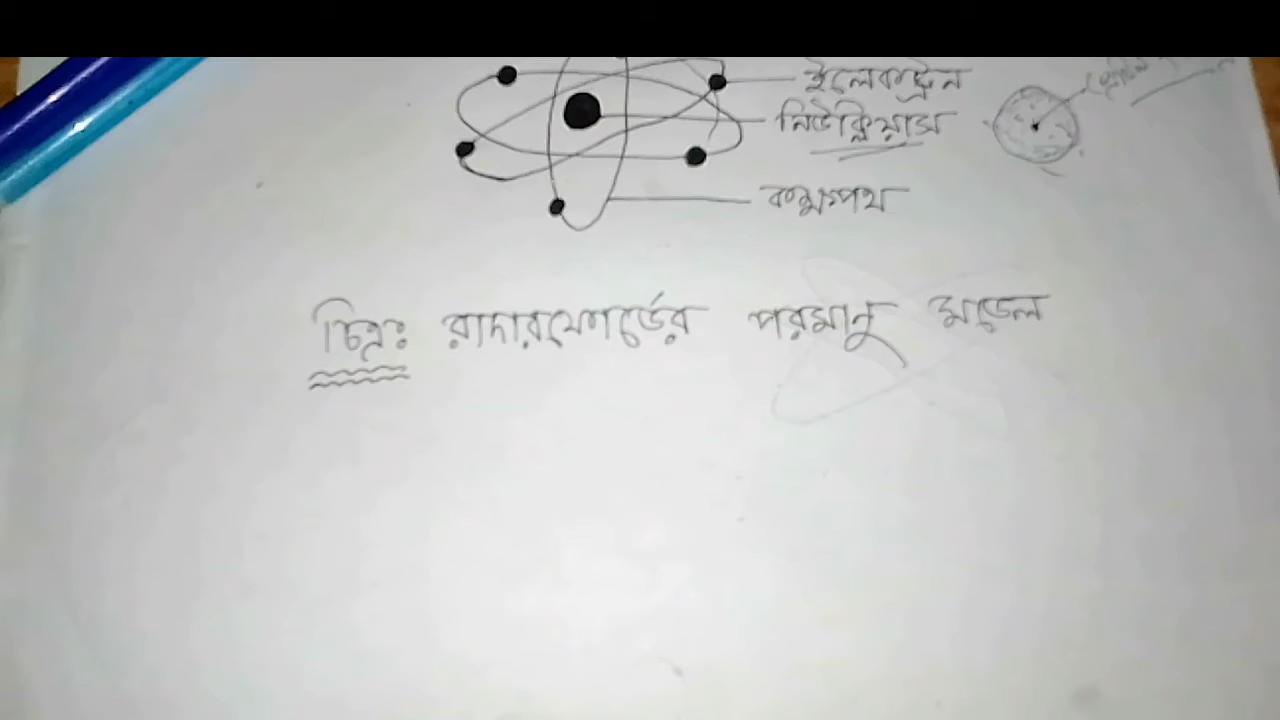 ইলেকট্রন
নিউক্লিয়াস
কক্ষপথ
চিত্রঃ রাদারফোর্ডের পরমানু মডেল